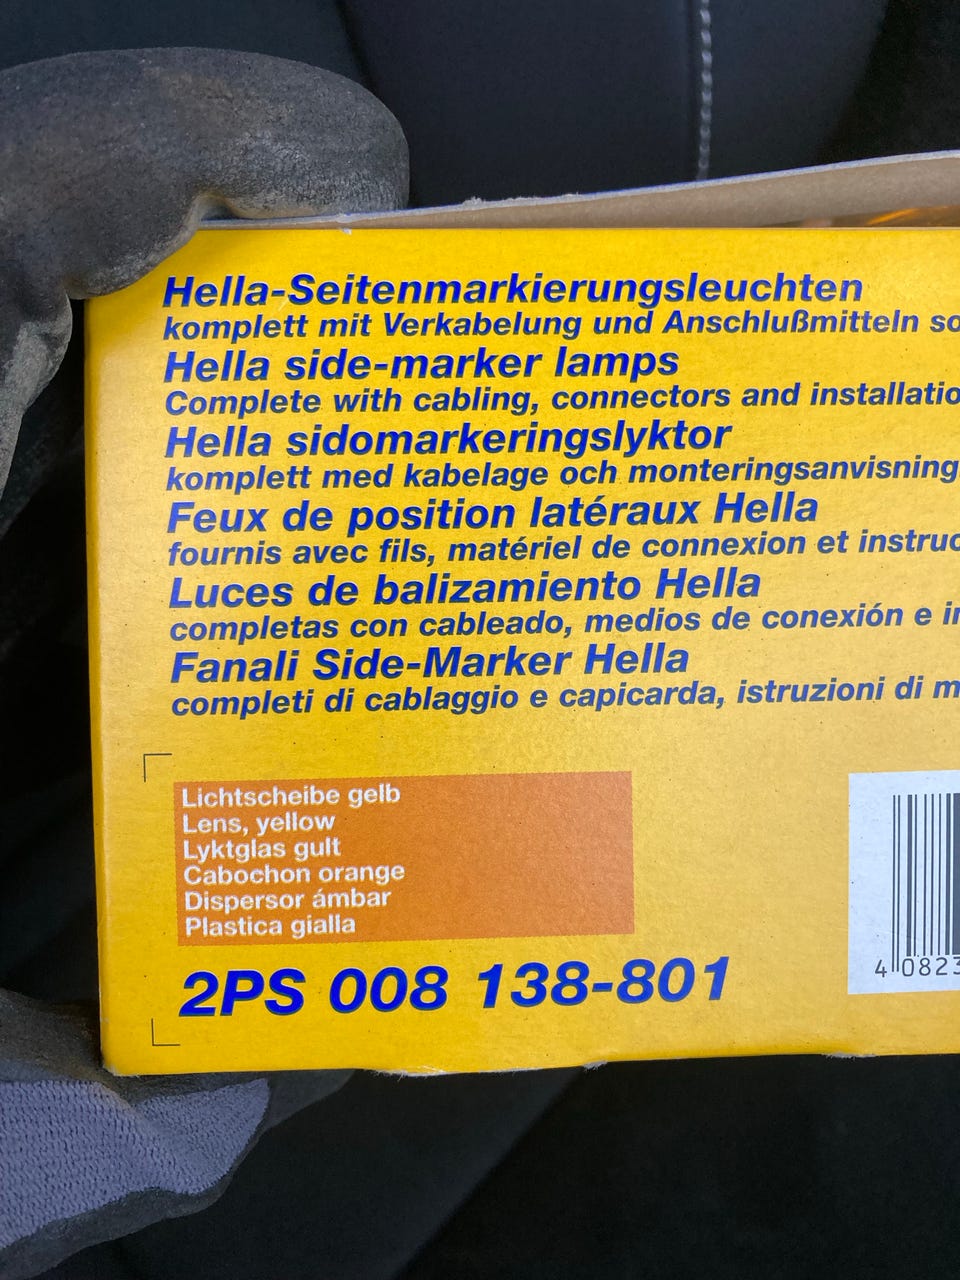 Hella-Seitenmarkierungsleuchten
komplett mit Verkabelung und Anschlußmitteln
Hella side-marker lamps
Complete with cabling, connectors and
Hella sidomarkeringslyktor
komplett med kabelage och monteringsanvisning
Feux de position latéraux Hella
fournis avec fils, matériel de connexion et
Luces de balizamiento Hella
completas con cableado, medios de conexión e
Fanali Side-Marker Hella
completi di cablaggio e capicarda, istruzioni di
Lichtscheibe gelb
Lens, yellow
Lyktglas gult
Cabochon orange
Dispersor ámbar
Plastica gialla
4 0823
2PS 008 138-801